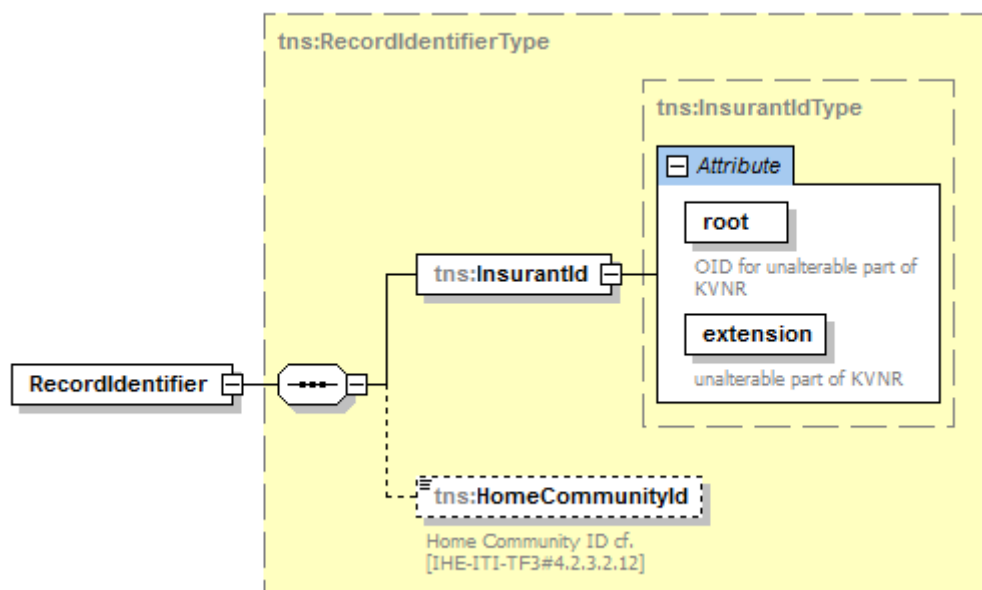 tns:RecordIdentifierType
tns:InsurantIdType
Attribute
root
OID for unalterable part of
KVNR
tns:InsurantId
extension
unalterable part of KVNR
RecordIdentifier
tns:HomeCommunityId
Home Community ID cf.
[IHE-ITI-TF3#4.2.3.2.12]